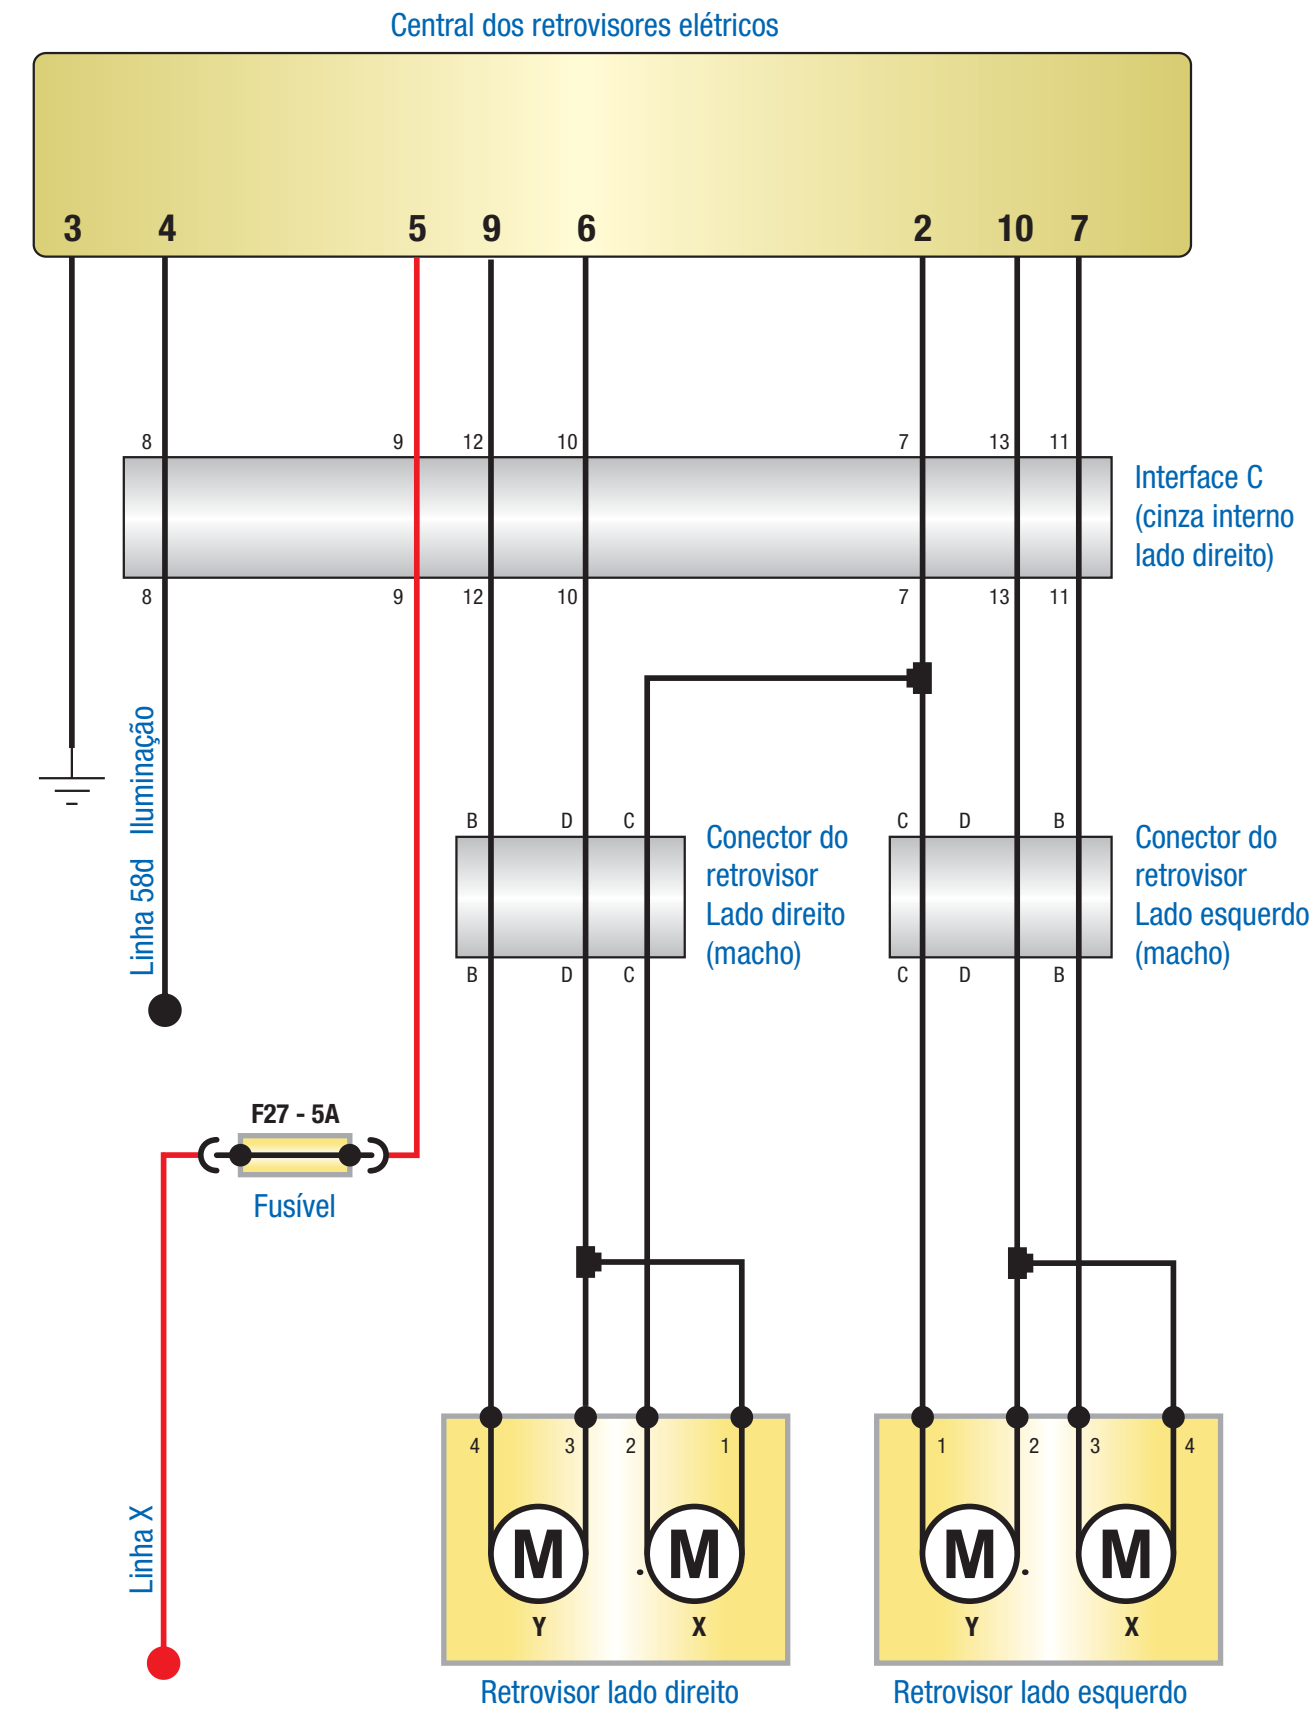 Central dos retrovisores elétricos
3 4 5 9 6 2 10 7
8 9 12 10 7 13 11
Interface C
(cinza interno
lado direito)
8 9 12 10 7 13 11
Linha 58d Iluminação
B D C
Conector do
retrovisor
Lado direito
(macho)
B D C
C D B
Conector do
retrovisor
Lado esquerdo
(macho)
C D B
F27 - 5A
Fusível
Linha X
4 3 2 1
M M
Y X
Retrovisor lado direito
1 2 3 4
M M
Y X
Retrovisor lado esquerdo